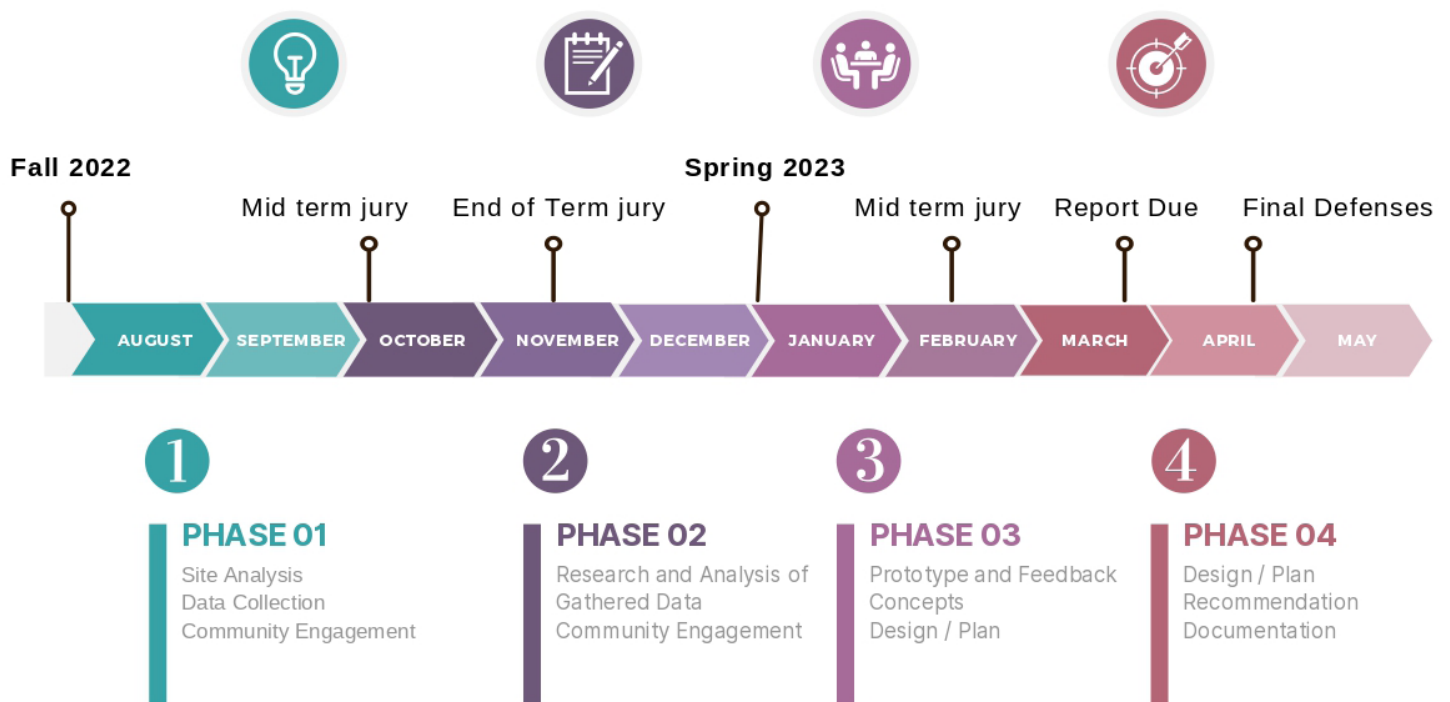 Fall 2022
Spring 2023
Mid term jury
End of Term jury
Mid term jury
Report Due
Final Defenses
AUGUST
SEPTEMBER
OCTOBER
NOVEMBER
DECEMBER
JANUARY
FEBRUARY
MARCH
APRIL
MAY
1
PHASE 01
Site Analysis
Data Collection
Community Engagement
2
PHASE 02
Research and Analysis of
Gathered Data
Community Engagement
3
PHASE 03
Prototype and Feedback
Concepts
Design / Plan
4
PHASE 04
Design / Plan
Recommendation
Documentation